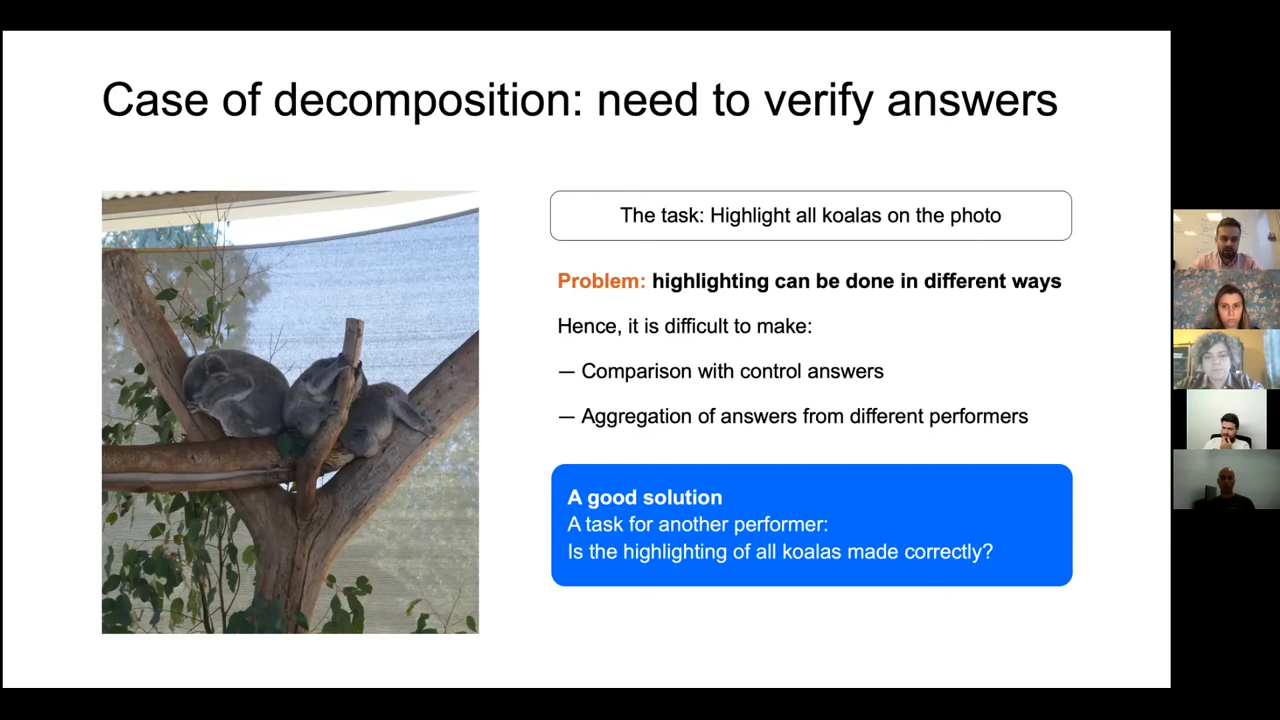 Case of decomposition: need to verify answers
The task: Highlight all koalas on the photo
Problem: highlighting can be done in different ways
Hence, it is difficult to make:
— Comparison with control answers
— Aggregation of answers from different performers
A good solution
A task for another performer:
Is the highlighting of all koalas made correctly?